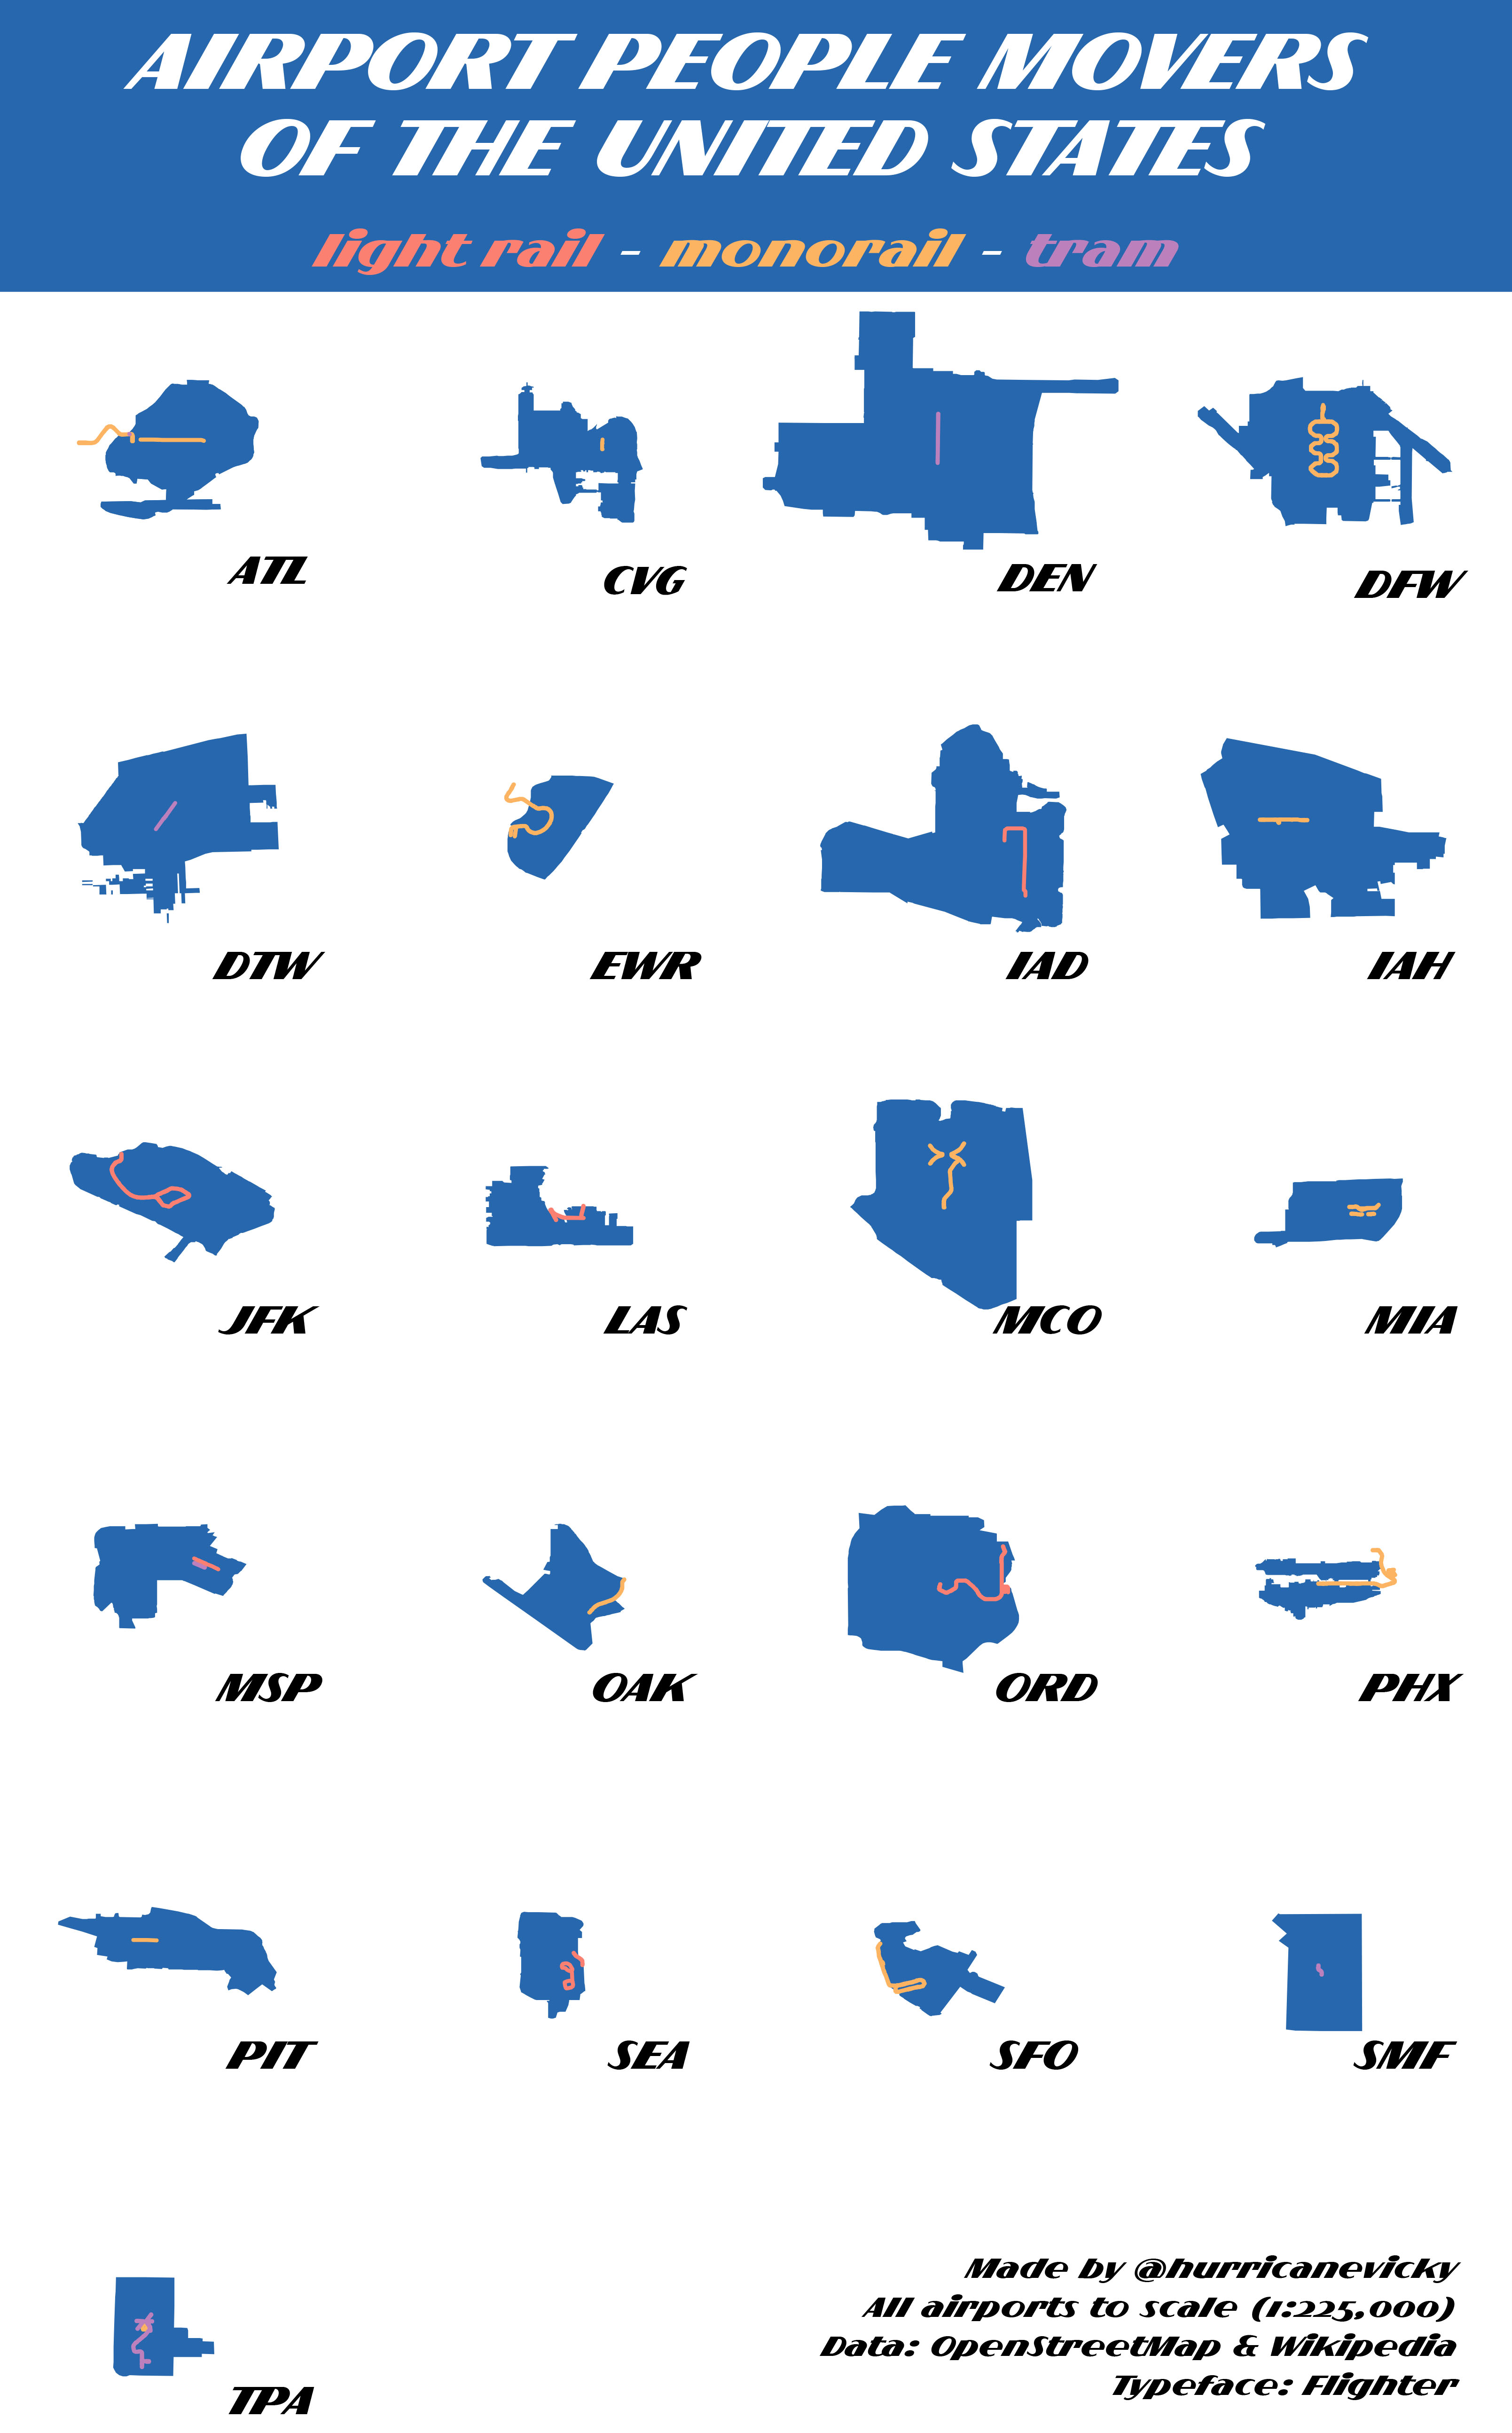 AIRPORT PEOPLE MOVERS
OF THE UNITED STATES
light rail - monorail - tram
ATL
CVG
DEN
DFW
DTW
EWR
IAD
IAH
JFK
LAS
MCO
MIA
MSP
OAK
ORD
PHX
PIT
SEA
SFO
SMF
TPA
Made by @hurricanevicky
All airports to scale (1:225,000)
Data: OpenStreetMap & Wikipedia
Typeface: Flighter